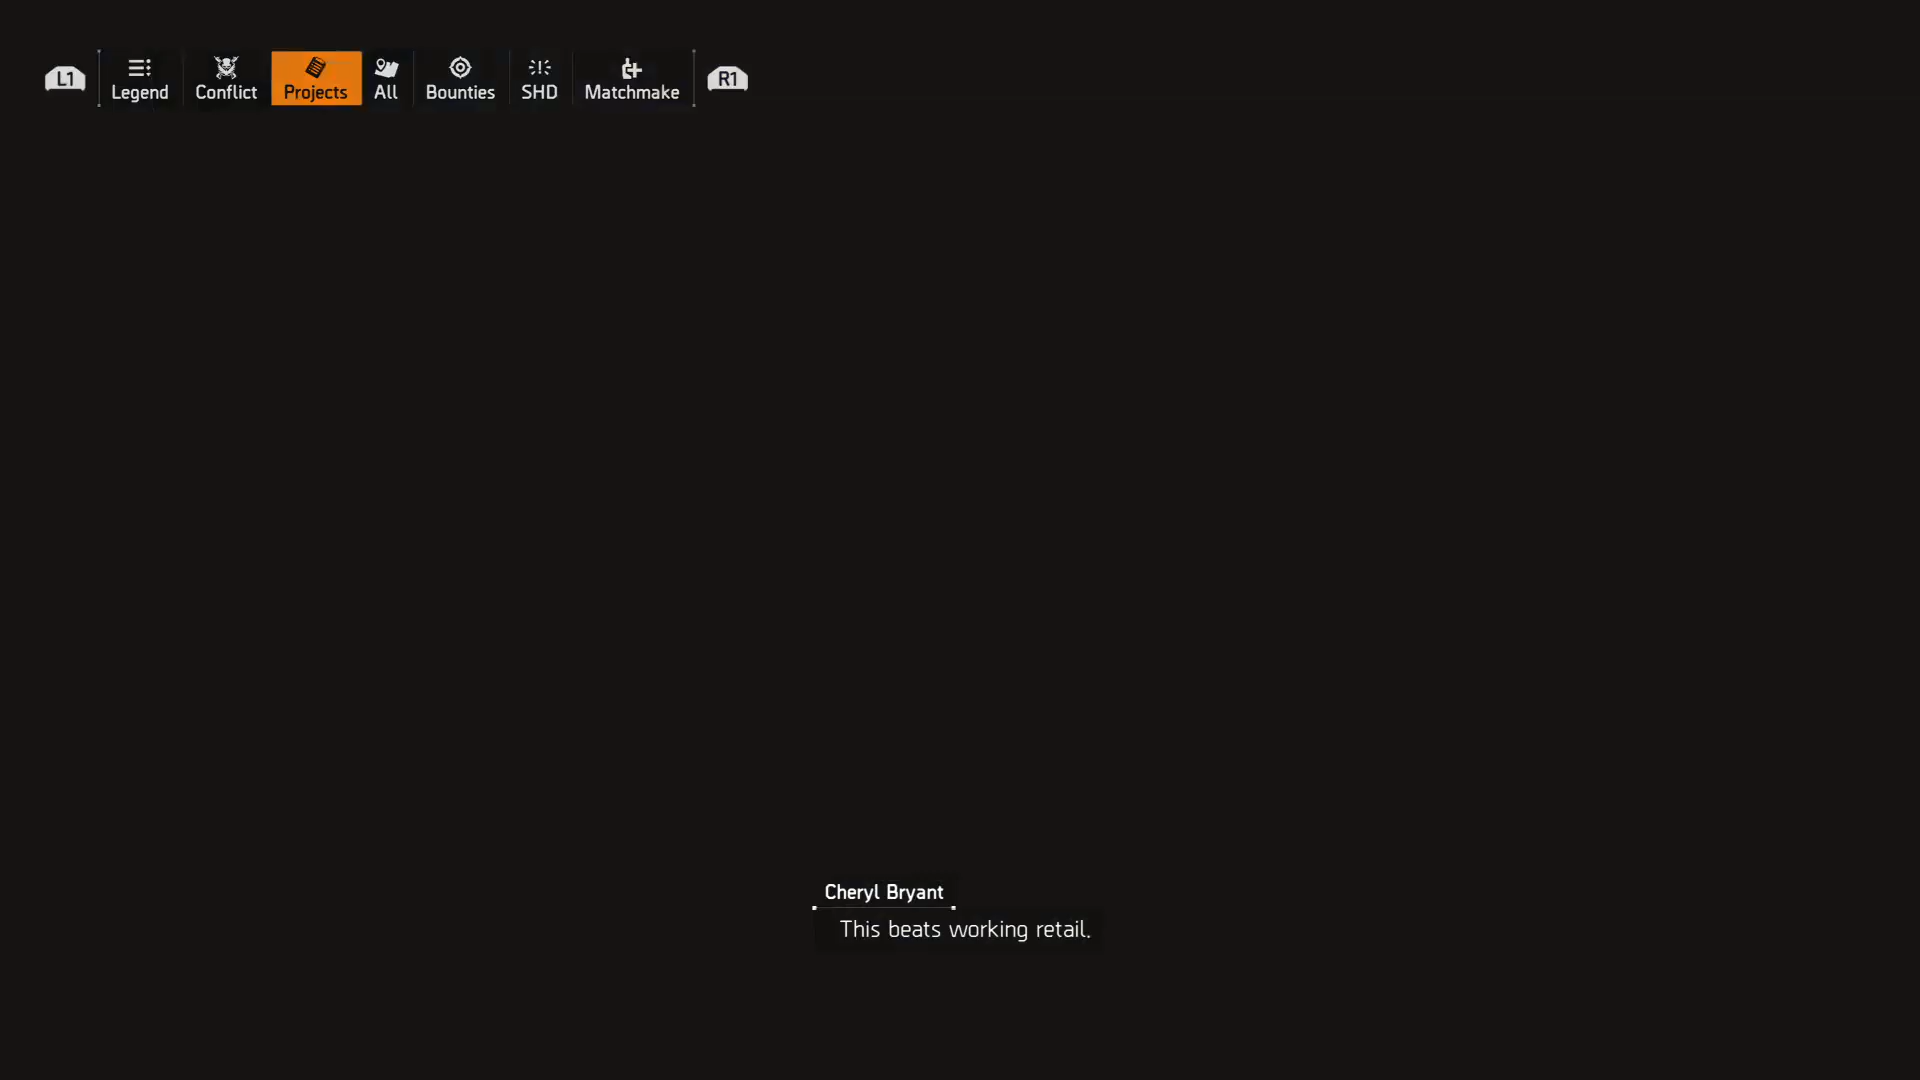 L1 Legend Conflict Projects All Bounties SHD Matchmake R1
Cheryl Bryant
This beats working retail.